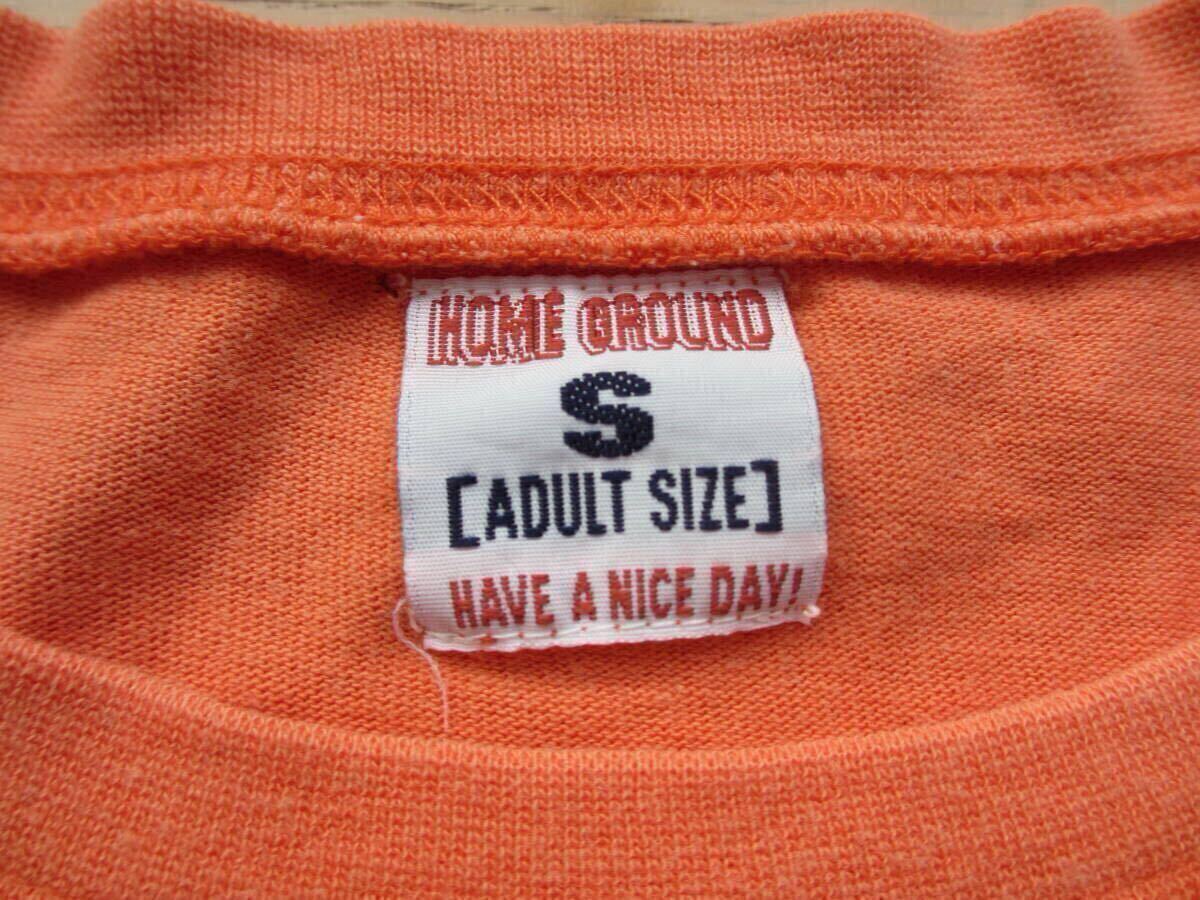 HOME GROUND
S
[ADULT SIZE]
HAVE A NICE DAY!